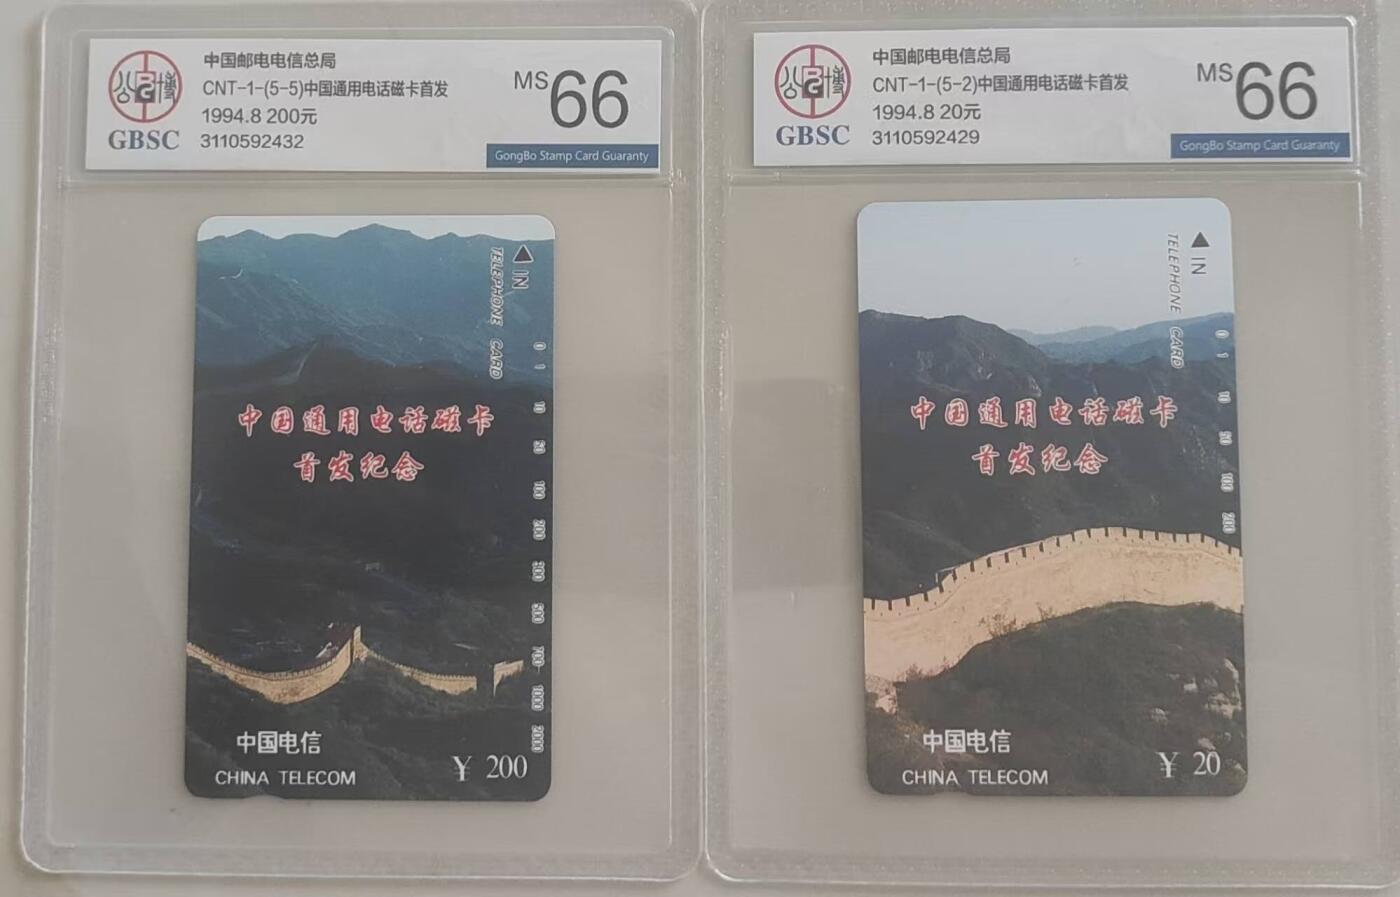 中国邮电电信总局
CNT-1-(5-5)中国通用电话磁卡首发
1994.8 200元
3110592432
MS 66
公博
GBSC
GongBo Stamp Card Guaranty
IN
TELEPHONE CARD
0 1 10 50 100 200 300 500 700 1000 2000
中国通用电话磁卡
首发纪念
中国电信
CHINA TELECOM
¥ 200
中国邮电电信总局
CNT-1-(5-2)中国通用电话磁卡首发
1994.8 20元
3110592429
MS 66
公博
GBSC
GongBo Stamp Card Guaranty
IN
TELEPHONE CARD
0 1 10 50 100 200
中国通用电话磁卡
首发纪念
中国电信
CHINA TELECOM
¥ 20